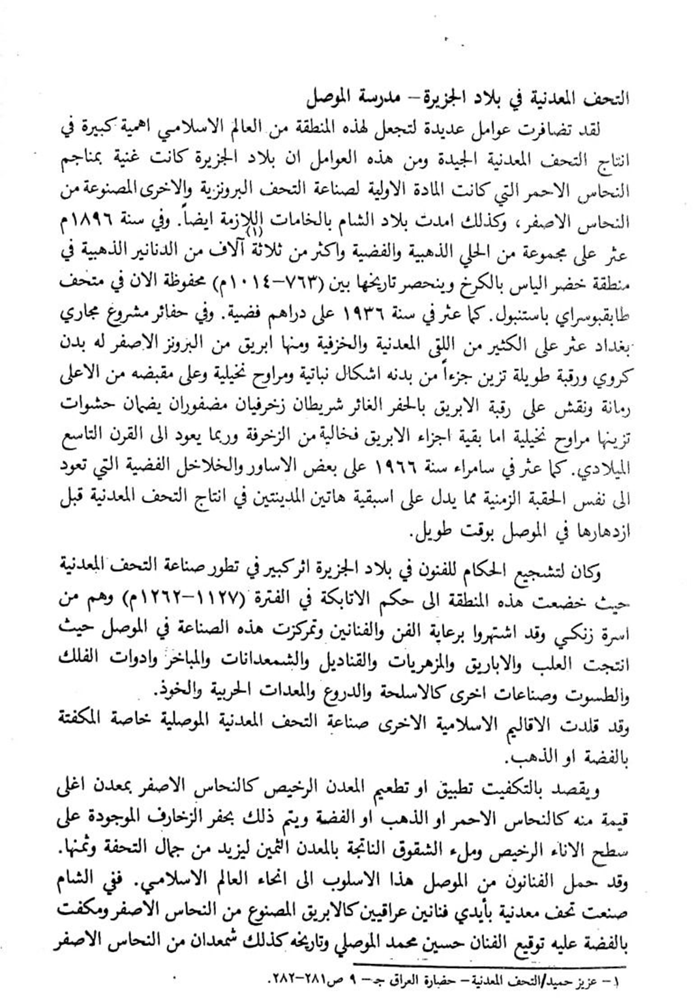 التحف المعدنية في بلاد الجزيرة – مدرسة الموصل
لقد تضافرت عوامل عديدة لتجعل لهذه المنطقة من العالم الاسلامي اهمية كبيرة في
انتاج التحف المعدنية الجيدة ومن هذه العوامل ان بلاد الجزيرة كانت غنية بمناجم
النحاس الاحمر التي كانت المادة الاولية لصناعة التحف البرونزية والاخرى المصنوعة من
النحاس الاصفر، وكذلك امدت بلاد الشام بالخامات اللازمة ايضاً. وفي سنة ١٨٩٦م
(١)
عثر على مجموعة من الحلي الذهبية والفضية واكثر من ثلاثة آلاف من الدنانير الذهبية في
منطقة خضر الياس بالكرخ وينحصر تاريخها بين (٧٦٣–١٠١٤م) محفوظة الان في متحف
طابقبوسراي باستنبول. كما عثر في سنة ١٩٣٦ على دراهم فضية. وفي حفائر مشروع مجاري
بغداد عثر على الكثير من اللقى المعدنية والخزفية ومنها ابريق من البرونز الاصفر له بدن
كروي ورقبة طويلة تزين جزءاً من بدنه اشكال نباتية ومراوح نخيلية وعلى مقبضه من الاعلى
رمانة ونقش على رقبة الابريق بالحفر الغائر شريطان زخرفيان مضفوران يضمان حشوات
تزينها مراوح نخيلية اما بقية اجزاء الابريق فخالية من الزخرفة وربما يعود الى القرن التاسع
الميلادي. كما عثر في سامراء سنة ١٩٦٦ على بعض الاساور والخلاخل الفضية التي تعود
الى نفس الحقبة الزمنية مما يدل على اسبقية هاتين المدينتين في انتاج التحف المعدنية قبل
ازدهارها في الموصل بوقت طويل.
وكان لتشجيع الحكام للفنون في بلاد الجزيرة اثر كبير في تطور صناعة التحف المعدنية
حيث خضعت هذه المنطقة الى حكم الاتابكة في الفترة (١١٢٧–١٢٦٢م) وهم من
اسرة زنكي وقد اشتهروا برعاية الفن والفنانين وتمركزت هذه الصناعة في الموصل حيث
انتجت العلب والاباريق والمزهريات والقناديل والشمعدانات والمباخر وادوات الفلك
والطسوت وصناعات اخرى كالاسلحة والدروع والمعدات الحربية والخوذ.
وقد قلدت الاقاليم الاسلامية الاخرى صناعة التحف المعدنية الموصلية خاصة المكفتة
بالفضة او الذهب.
ويقصد بالتكفيت تطبيق او تطعيم المعدن الرخيص كالنحاس الاصفر بمعدن اغلى
قيمة منه كالنحاس الاحمر او الذهب او الفضة ويتم ذلك بحفر الزخارف الموجودة على
سطح الاناء الرخيص وملء الشقوق الناتجة بالمعدن الثمين ليزيد من جمال التحفة وثمنها.
وقد حمل الفنانون من الموصل هذا الاسلوب الى انحاء العالم الاسلامي. ففي الشام
صنعت تحف معدنية بأيدي فنانين عراقيين كالابريق المصنوع من النحاس الاصفر ومكفت
بالفضة عليه توقيع الفنان حسين محمد الموصلي وتاريخه كذلك شمعدان من النحاس الاصفر
١– عزيز حميد/التحف المعدنية – حضارة العراق جـ– ٩ ص٢٨١–٢٨٢.